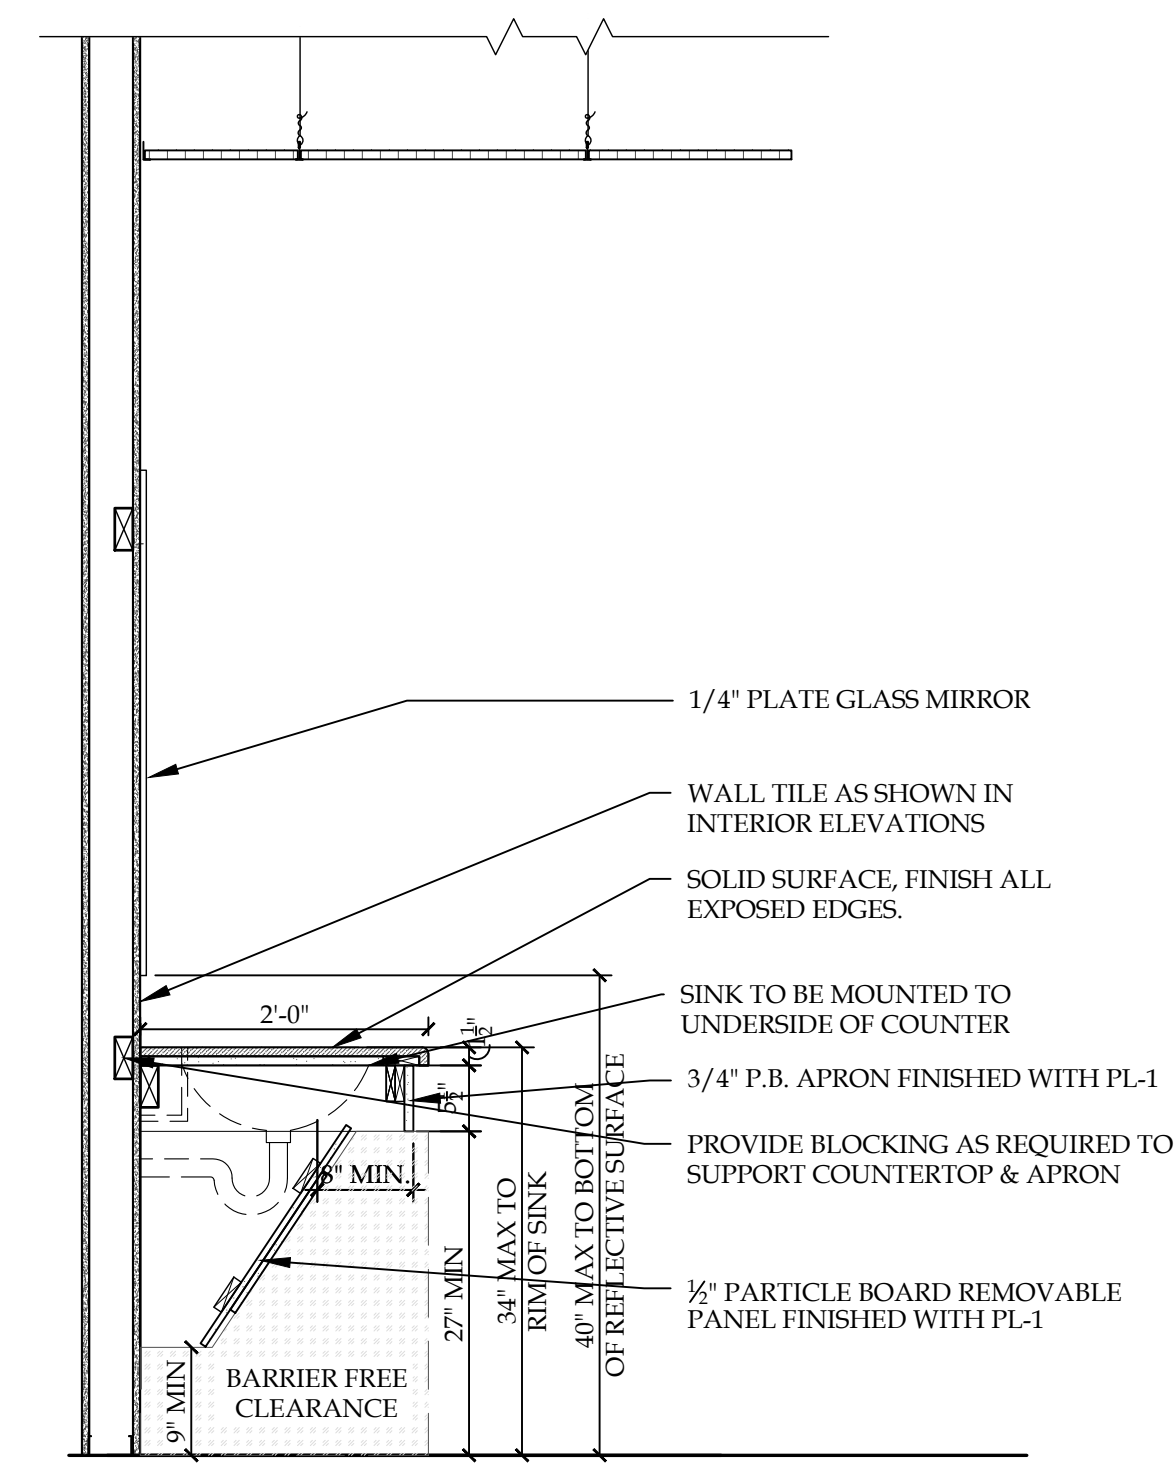 1/4" PLATE GLASS MIRROR
WALL TILE AS SHOWN IN
INTERIOR ELEVATIONS
SOLID SURFACE, FINISH ALL
EXPOSED EDGES.
SINK TO BE MOUNTED TO
UNDERSIDE OF COUNTER
3/4" P.B. APRON FINISHED WITH PL-1
PROVIDE BLOCKING AS REQUIRED TO
SUPPORT COUNTERTOP & APRON
½" PARTICLE BOARD REMOVABLE
PANEL FINISHED WITH PL-1
2'-0"
1½"
5½"
8" MIN.
27" MIN
34" MAX TO
RIM OF SINK
40" MAX TO BOTTOM
OF REFLECTIVE SURFACE
9" MIN
BARRIER FREE
CLEARANCE